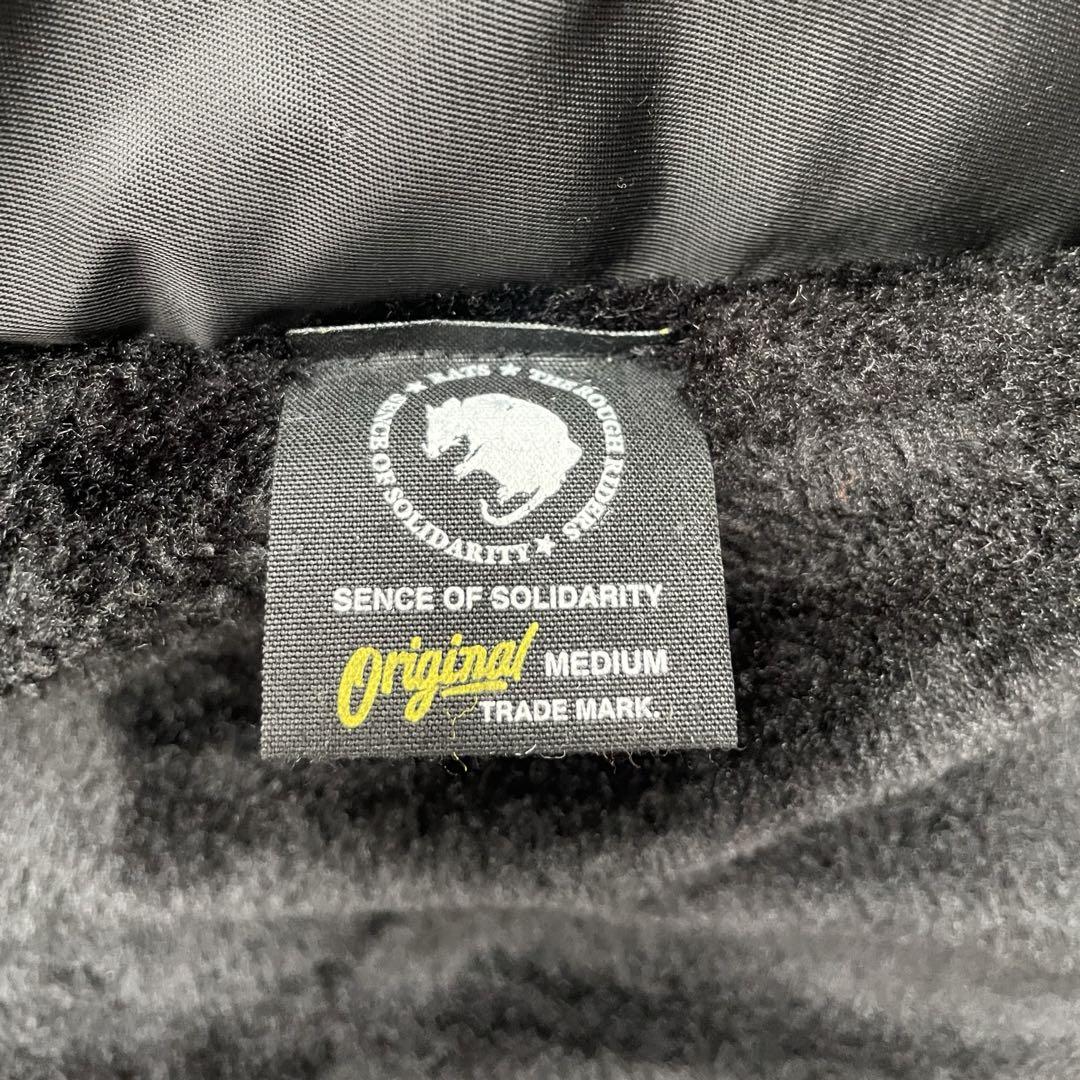 ★ RATS ★ THE ROUGH RIDERS
SENCE OF SOLIDARITY ★
SENCE OF SOLIDARITY
Original MEDIUM
TRADE MARK.